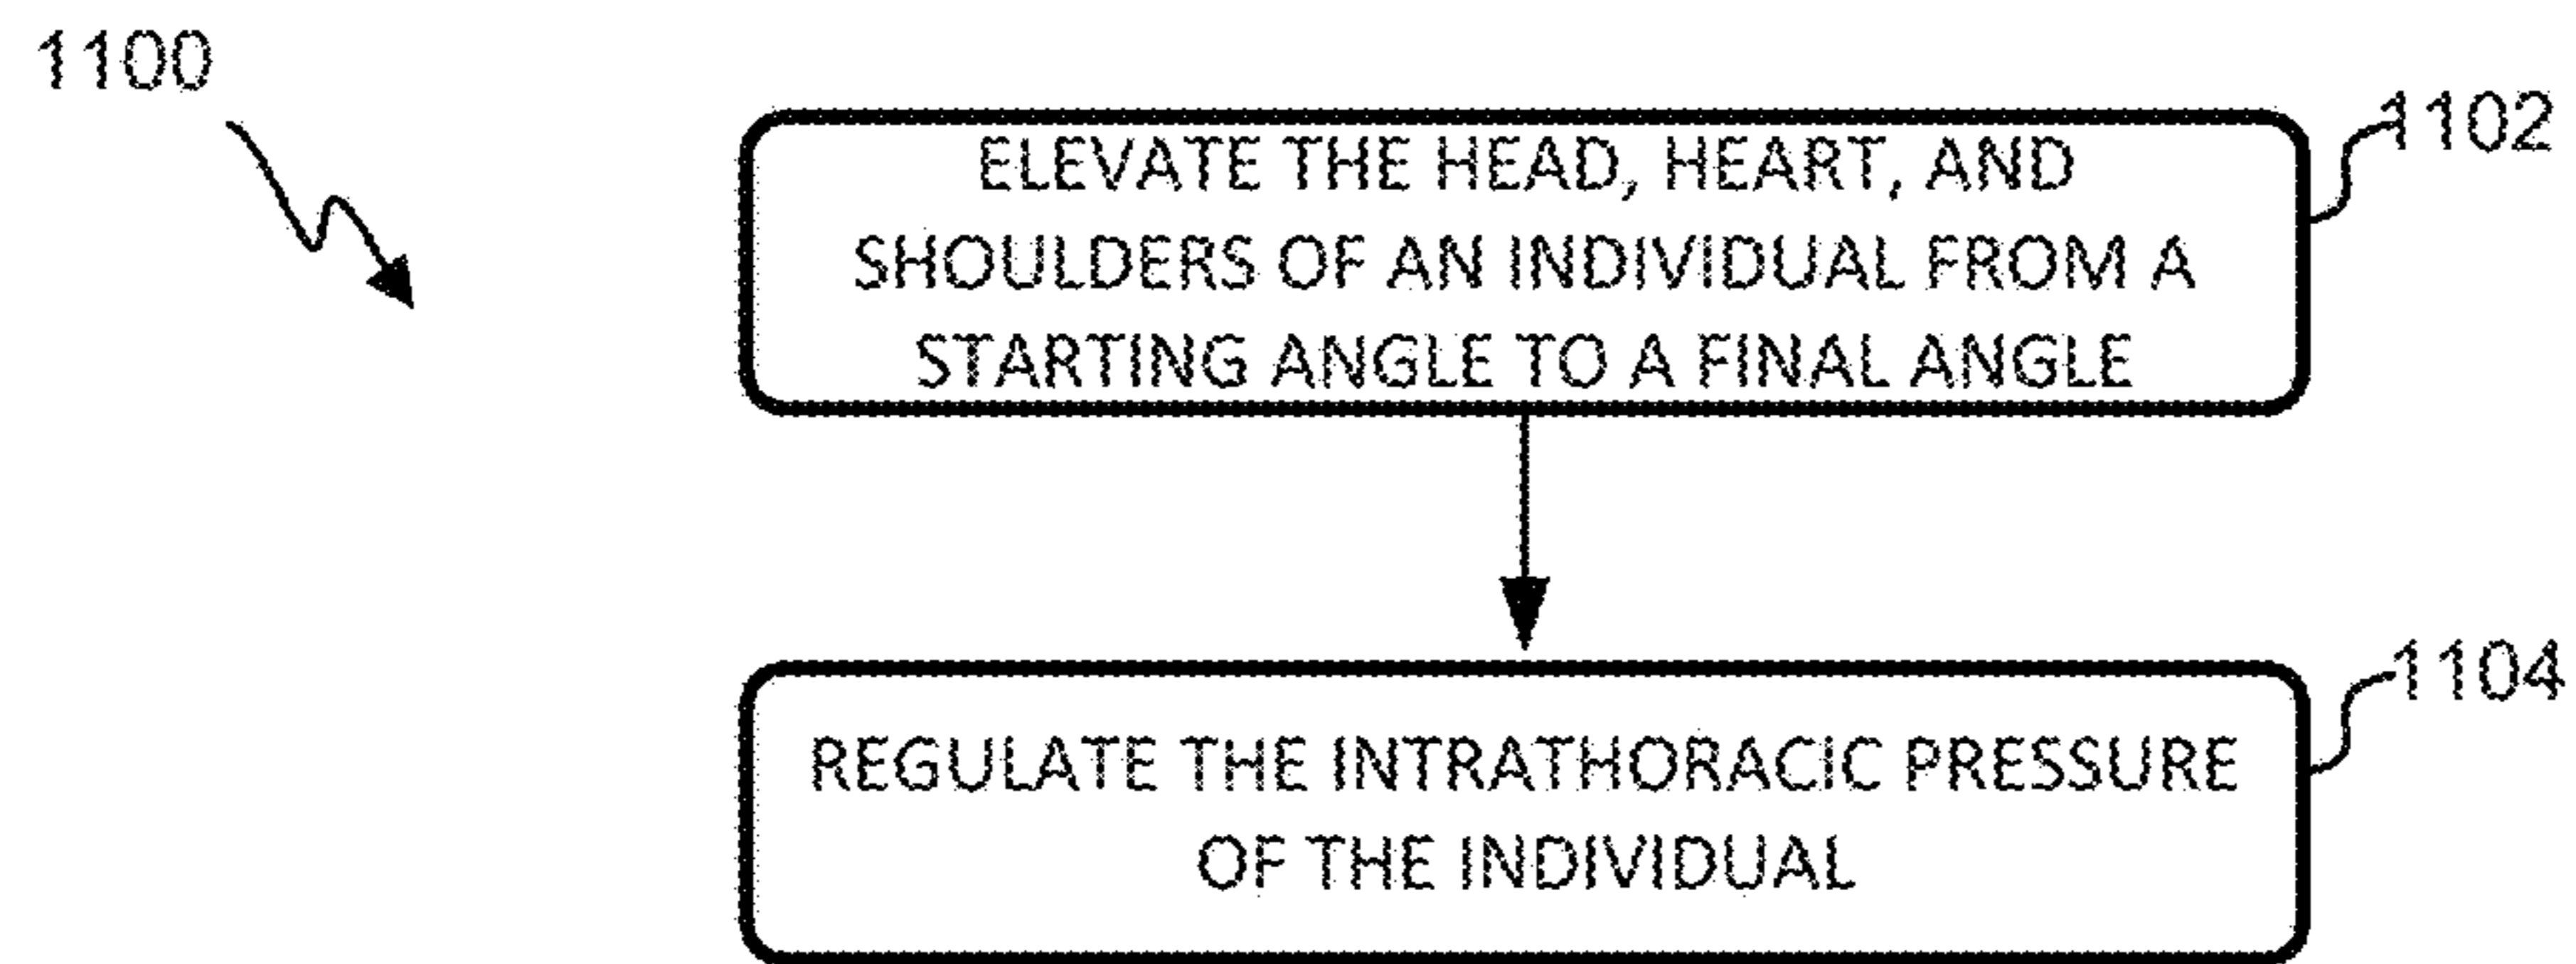 1100
1102
ELEVATE THE HEAD, HEART, AND
SHOULDERS OF AN INDIVIDUAL FROM A
STARTING ANGLE TO A FINAL ANGLE
1104
REGULATE THE INTRATHORACIC PRESSURE
OF THE INDIVIDUAL